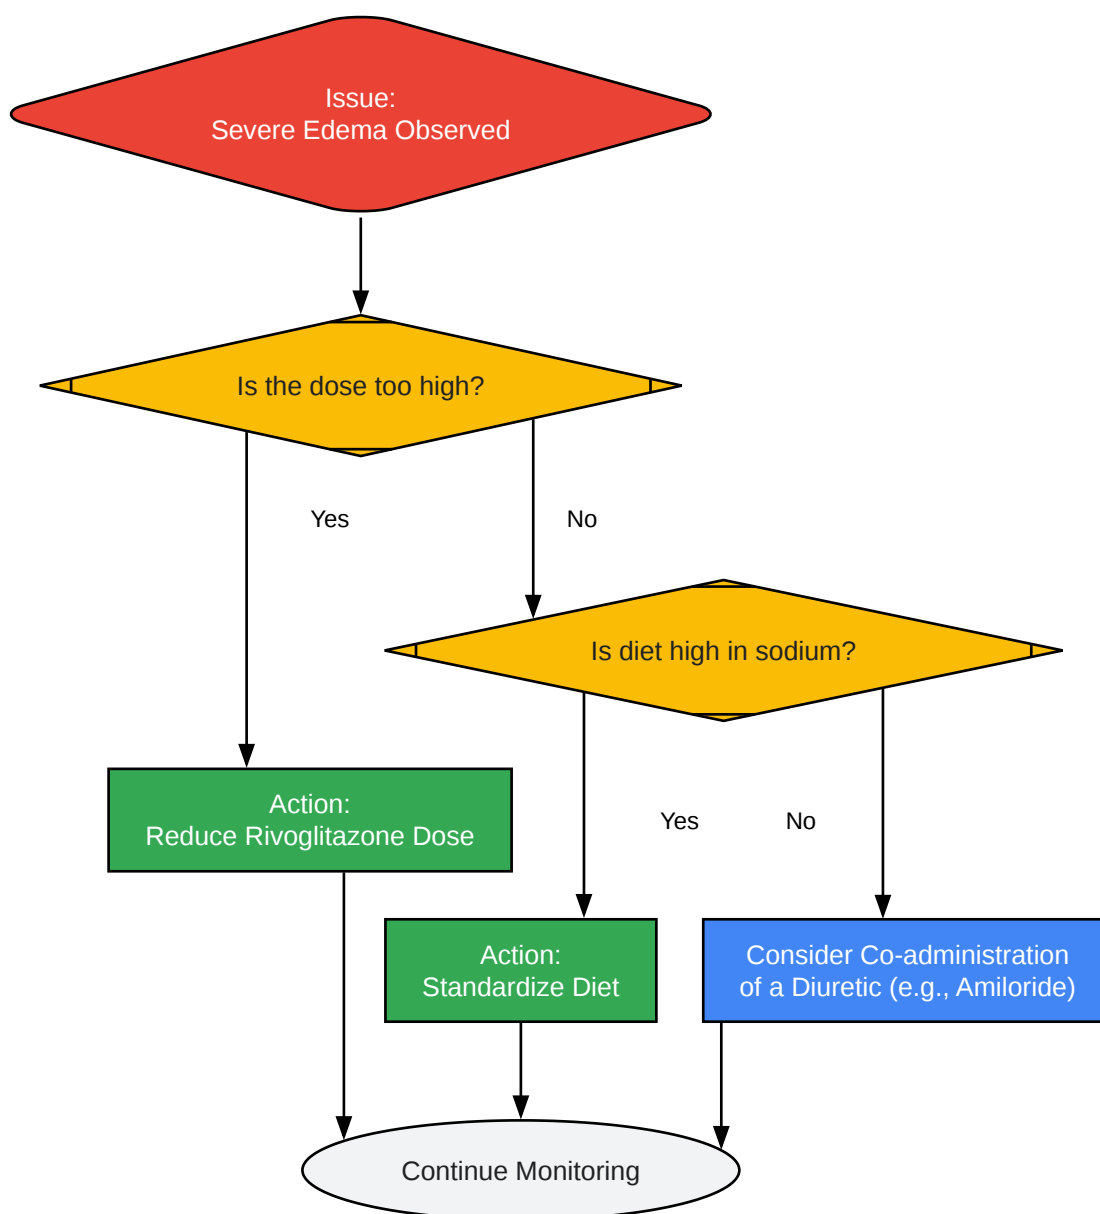 Issue:
Severe Edema Observed
Is the dose too high?
Yes
No
Is diet high in sodium?
Action:
Reduce Rivoglitazone Dose
Yes
No
Action:
Standardize Diet
Consider Co-administration
of a Diuretic (e.g., Amiloride)
Continue Monitoring